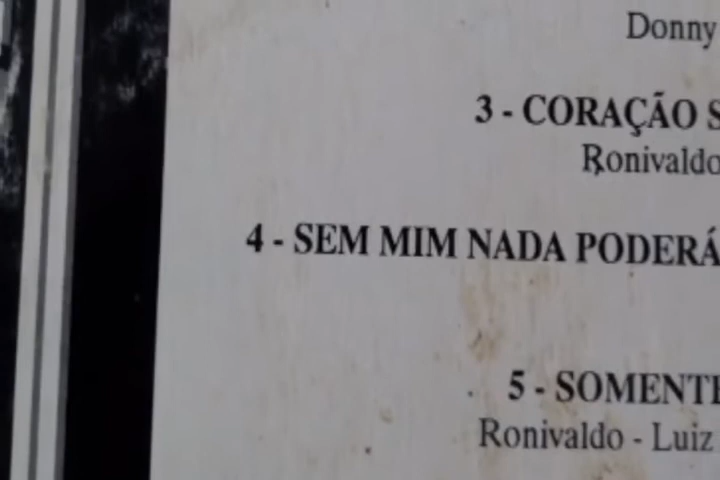 Donny
3 - CORAÇÃO S
Ronivaldo
4 - SEM MIM NADA PODERÁ
5 - SOMENTE
Ronivaldo - Luiz